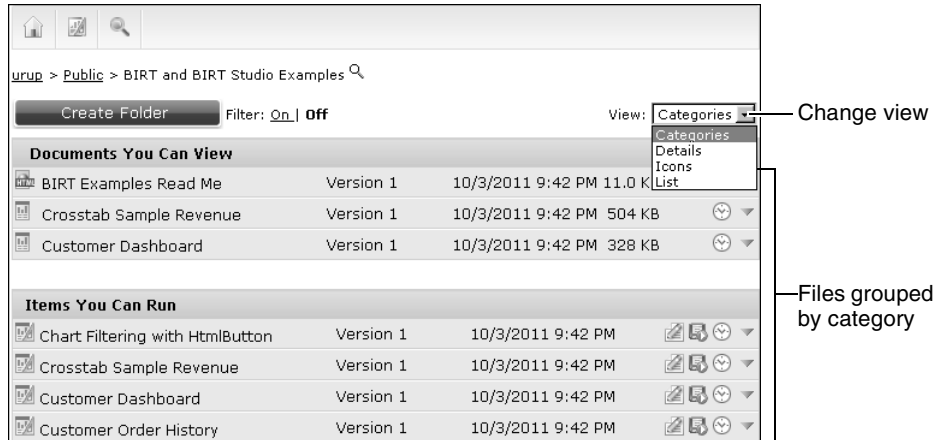 urup > Public > BIRT and BIRT Studio Examples
Create Folder Filter: On | Off View: Categories Change view
Categories
Details
Icons
List
Documents You Can View
BIRT Examples Read Me Version 1 10/3/2011 9:42 PM 11.0 K
Crosstab Sample Revenue Version 1 10/3/2011 9:42 PM 504 KB
Customer Dashboard Version 1 10/3/2011 9:42 PM 328 KB
Files grouped
by category
Items You Can Run
Chart Filtering with HtmlButton Version 1 10/3/2011 9:42 PM
Crosstab Sample Revenue Version 1 10/3/2011 9:42 PM
Customer Dashboard Version 1 10/3/2011 9:42 PM
Customer Order History Version 1 10/3/2011 9:42 PM